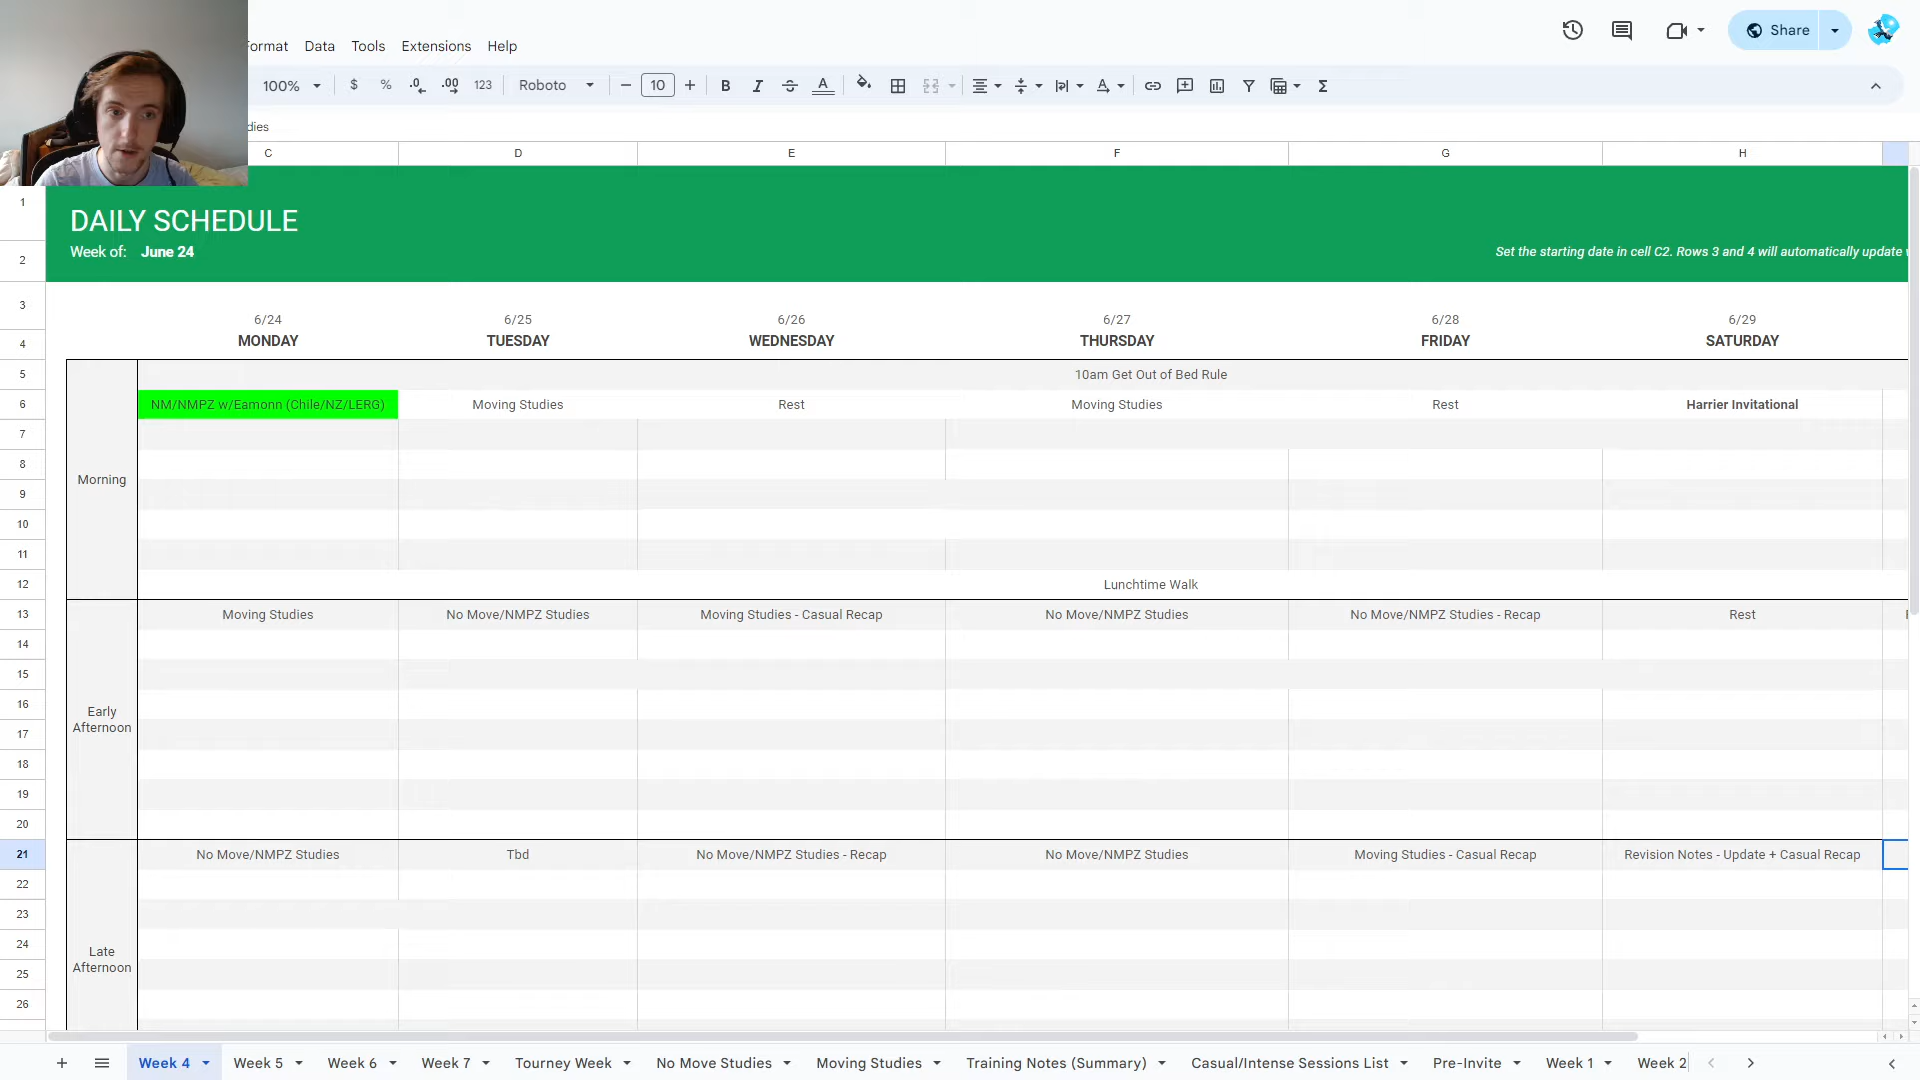 Format Data Tools Extensions Help
Share
100% $ % .0 .00 123 Roboto 10 B I A Σ
dies
C D E F G H
1 DAILY SCHEDULE
2 Week of: June 24 Set the starting date in cell C2. Rows 3 and 4 will automatically update
3 6/24 6/25 6/26 6/27 6/28 6/29
4 MONDAY TUESDAY WEDNESDAY THURSDAY FRIDAY SATURDAY
5 10am Get Out of Bed Rule
6 NM/NMPZ w/Eamonn (Chile/NZ/LERG) Moving Studies Rest Moving Studies Rest Harrier Invitational
7
8
Morning
9
10
11
12 Lunchtime Walk
13 Moving Studies No Move/NMPZ Studies Moving Studies - Casual Recap No Move/NMPZ Studies No Move/NMPZ Studies - Recap Rest
14
15
16
Early
Afternoon
17
18
19
20
21 No Move/NMPZ Studies Tbd No Move/NMPZ Studies - Recap No Move/NMPZ Studies Moving Studies - Casual Recap Revision Notes - Update + Casual Recap
22
23
24
Late
Afternoon
25
26
+ Week 4 Week 5 Week 6 Week 7 Tourney Week No Move Studies Moving Studies Training Notes (Summary) Casual/Intense Sessions List Pre-Invite Week 1 Week 2